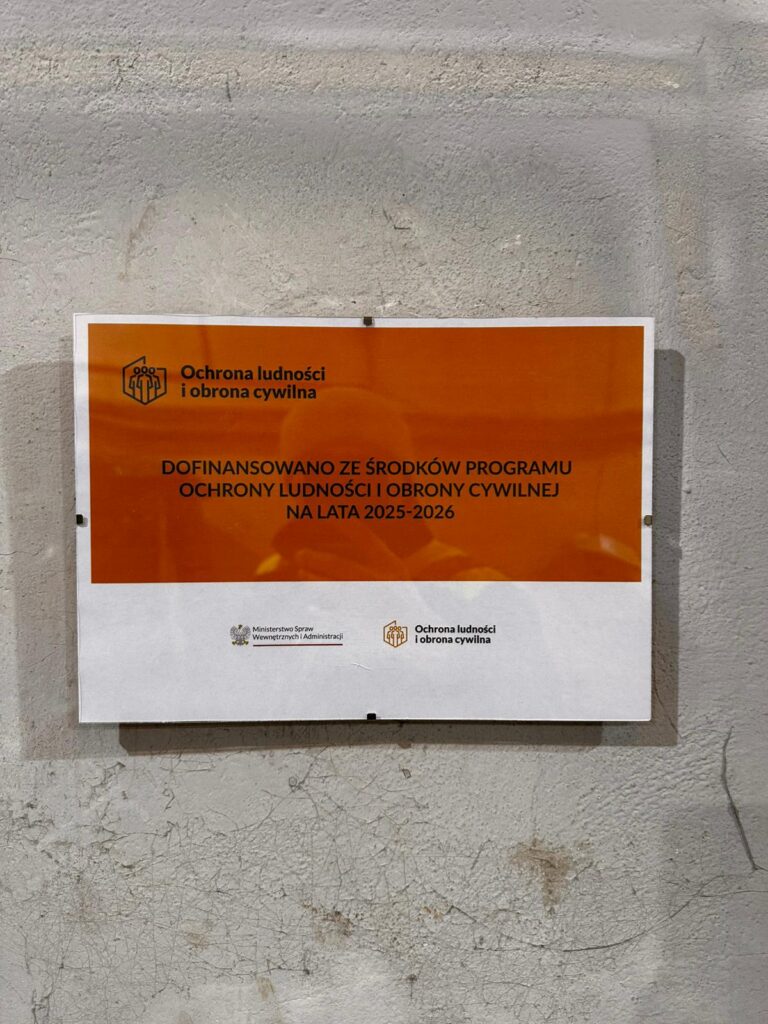 Ochrona ludności
i obrona cywilna
DOFINANSOWANO ZE ŚRODKÓW PROGRAMU
OCHRONY LUDNOŚCI I OBRONY CYWILNEJ
NA LATA 2025-2026
Ministerstwo Spraw
Wewnętrznych i Administracji
Ochrona ludności
i obrona cywilna